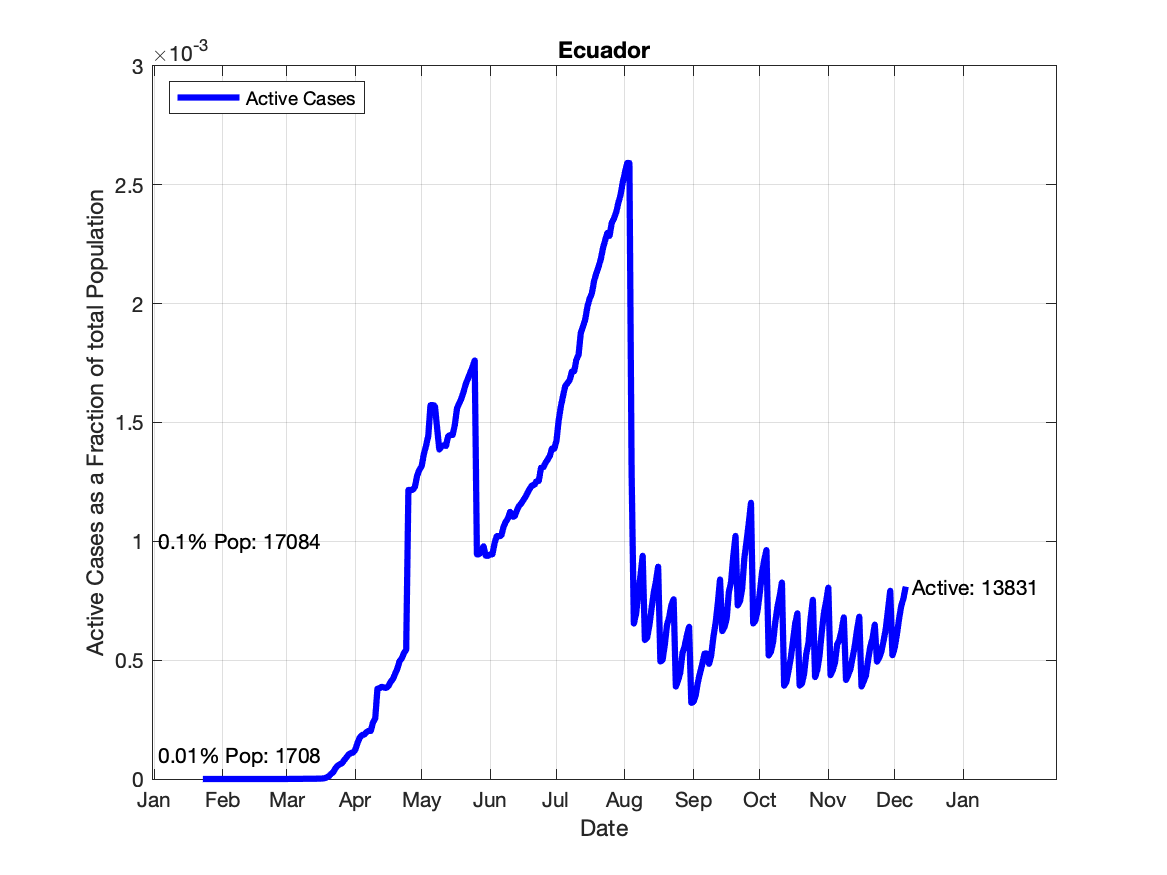 Ecuador
×10-3
3
2.5
2
1.5
1
0.5
0
Active Cases
0.1% Pop: 17084
0.01% Pop: 1708
Active: 13831
Active Cases as a Fraction of total Population
Jan Feb Mar Apr May Jun Jul Aug Sep Oct Nov Dec Jan
Date